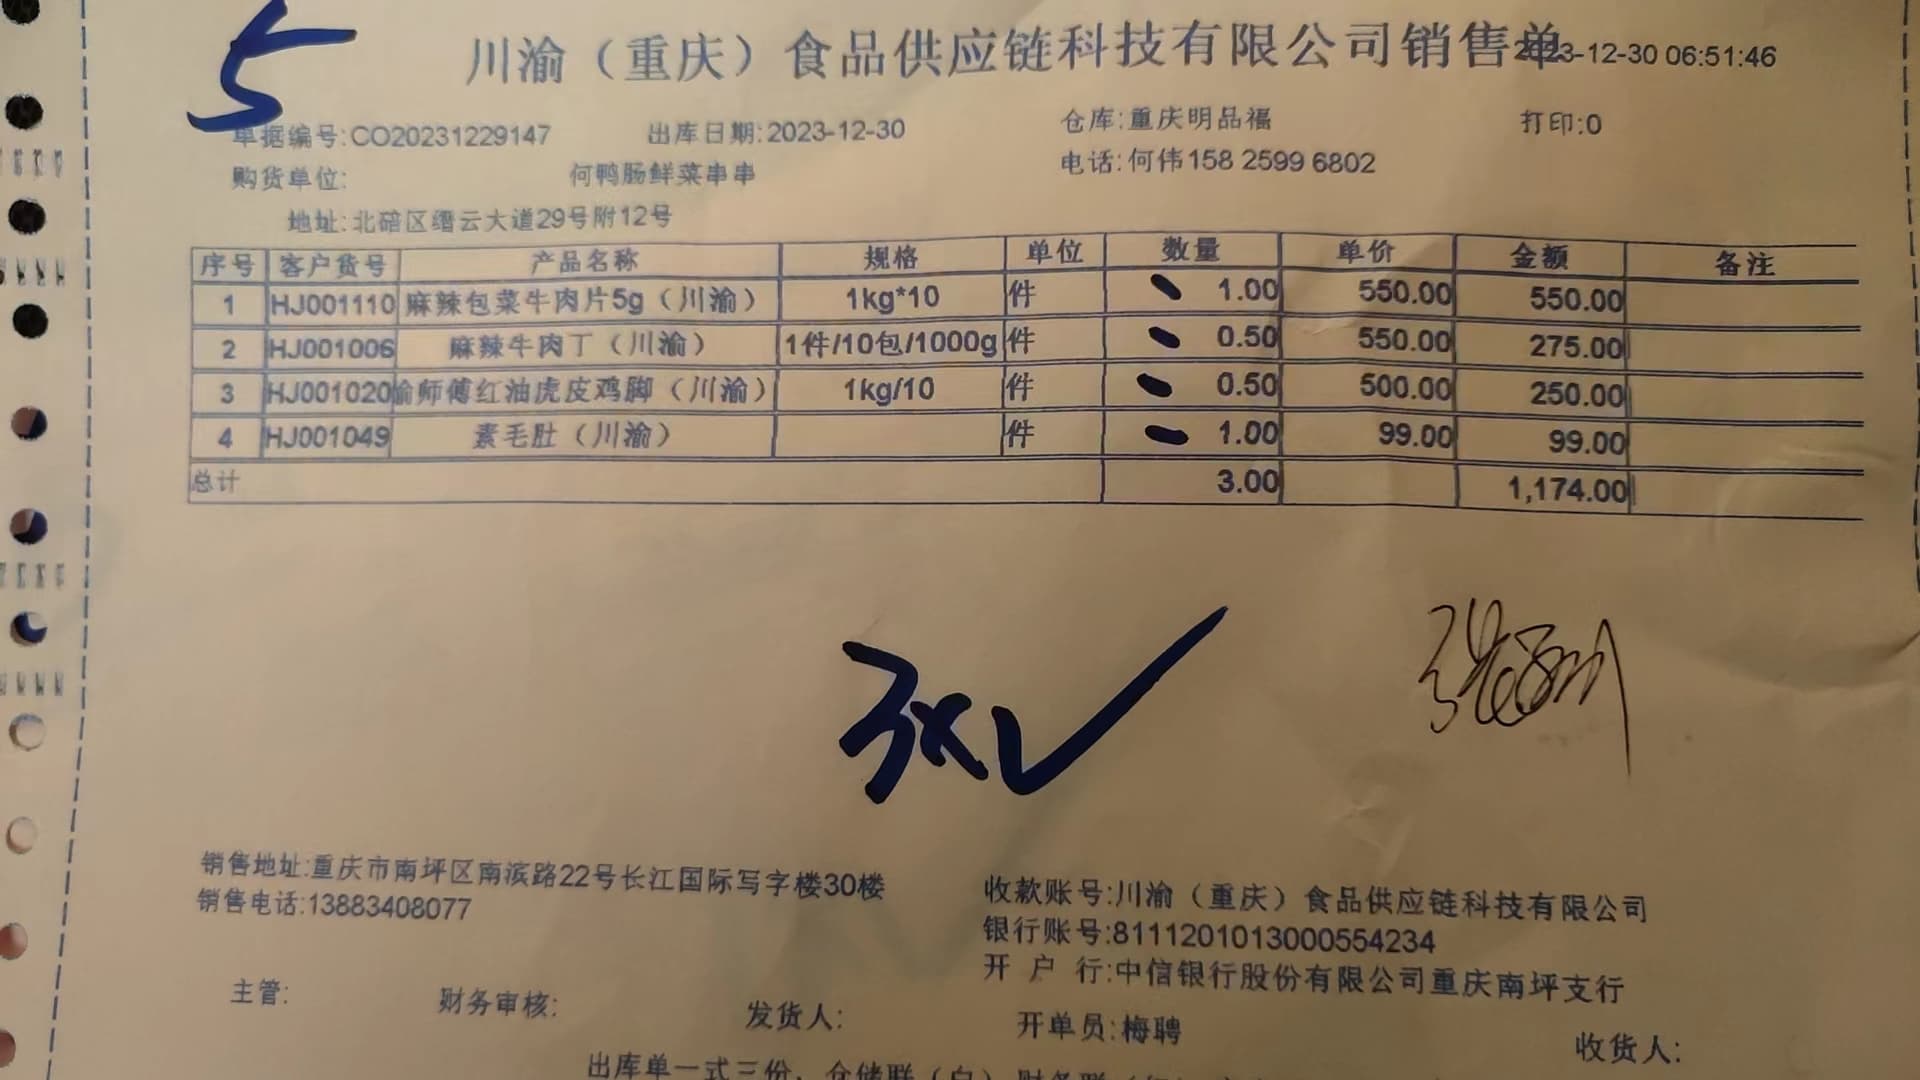 5
川渝（重庆）食品供应链科技有限公司销售单 2023-12-30 06:51:46
单据编号:CO20231229147 出库日期:2023-12-30 仓库:重庆明品福 打印:0
购货单位: 何鸭肠鲜菜串串 电话:何伟158 2599 6802
地址:北碚区缙云大道29号附12号
序号 客户货号 产品名称 规格 单位 数量 单价 金额 备注
1 HJ001110 麻辣包菜牛肉片5g（川渝） 1kg*10 件 1.00 550.00 550.00
2 HJ001006 麻辣牛肉丁（川渝） 1件/10包/1000g 件 0.50 550.00 275.00
3 HJ001020 渝师傅红油虎皮鸡脚（川渝） 1kg/10 件 0.50 500.00 250.00
4 HJ001049 素毛肚（川渝） 件 1.00 99.00 99.00
总计 3.00 1,174.00
销售地址:重庆市南坪区南滨路22号长江国际写字楼30楼
销售电话:13883408077
收款账号:川渝（重庆）食品供应链科技有限公司
银行账号:8111201013000554234
开 户 行:中信银行股份有限公司重庆南坪支行
主管: 财务审核: 发货人: 开单员:梅聘 收货人:
出库单一式三份，仓储联（白）财务联